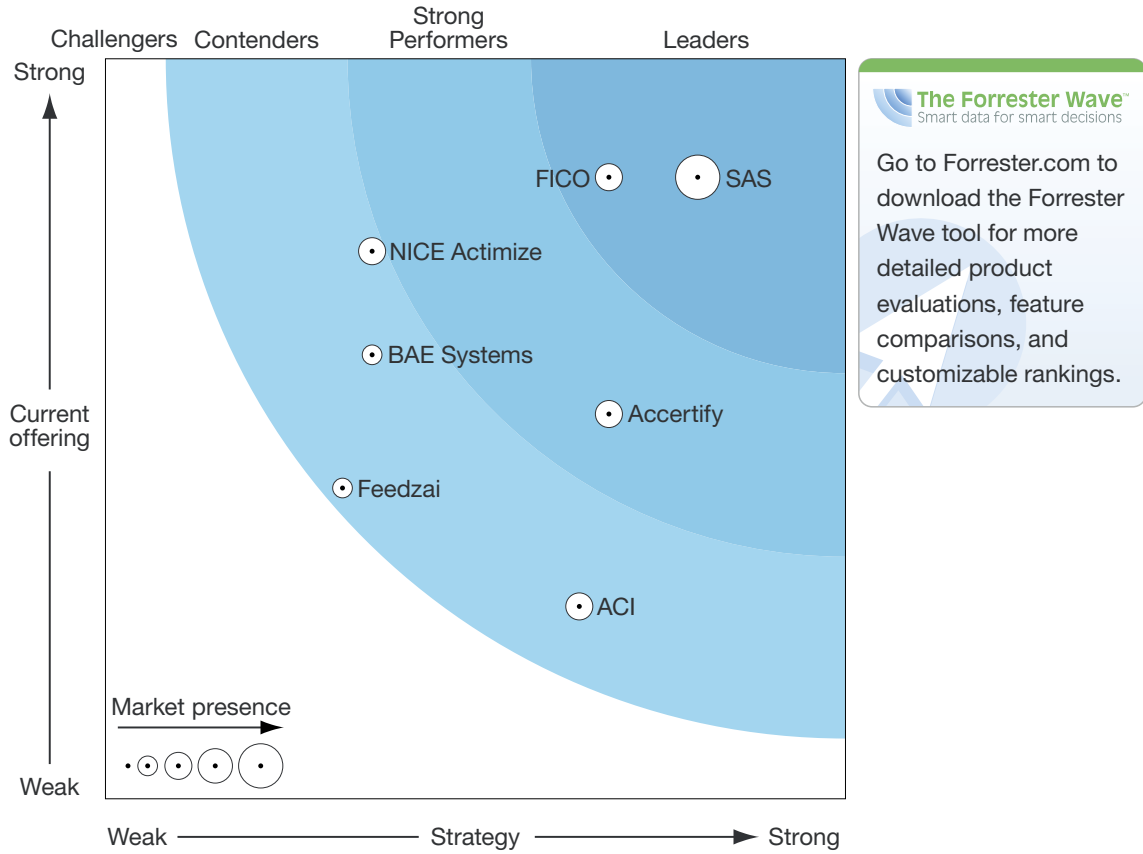 Challengers
Contenders
Strong
Performers
Leaders
Strong
The Forrester Wave™
Smart data for smart decisions
Go to Forrester.com to
download the Forrester
Wave tool for more
detailed product
evaluations, feature
comparisons, and
customizable rankings.
FICO
SAS
NICE Actimize
BAE Systems
Current
offering
Accertify
Feedzai
ACI
Market presence
Weak
Weak
Strategy
Strong